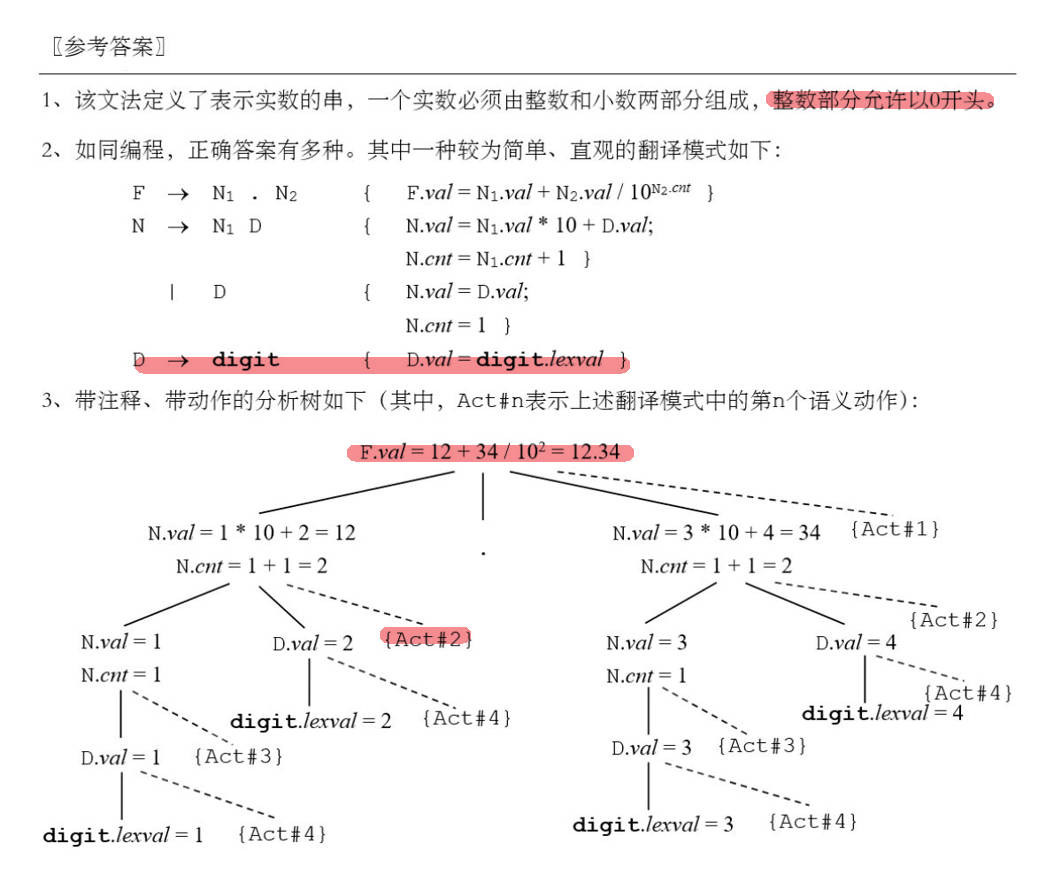 〖参考答案〗
1、该文法定义了表示实数的串，一个实数必须由整数和小数两部分组成，整数部分允许以0开头。
2、如同编程，正确答案有多种。其中一种较为简单、直观的翻译模式如下：
F → N₁ . N₂ { F.val = N₁.val + N₂.val / 10^N₂.cnt }
N → N₁ D { N.val = N₁.val * 10 + D.val;
N.cnt = N₁.cnt + 1 }
| D { N.val = D.val;
N.cnt = 1 }
D → digit { D.val = digit.lexval }
3、带注释、带动作的分析树如下（其中，Act#n表示上述翻译模式中的第n个语义动作）：
F.val = 12 + 34 / 10² = 12.34
N.val = 1 * 10 + 2 = 12 . N.val = 3 * 10 + 4 = 34 {Act#1}
N.cnt = 1 + 1 = 2 N.cnt = 1 + 1 = 2
{Act#2}
N.val = 1 D.val = 2 {Act#2} N.val = 3 D.val = 4
N.cnt = 1 N.cnt = 1
{Act#4}
digit.lexval = 2 {Act#4} digit.lexval = 4
D.val = 1 {Act#3} D.val = 3 {Act#3}
digit.lexval = 1 {Act#4} digit.lexval = 3 {Act#4}